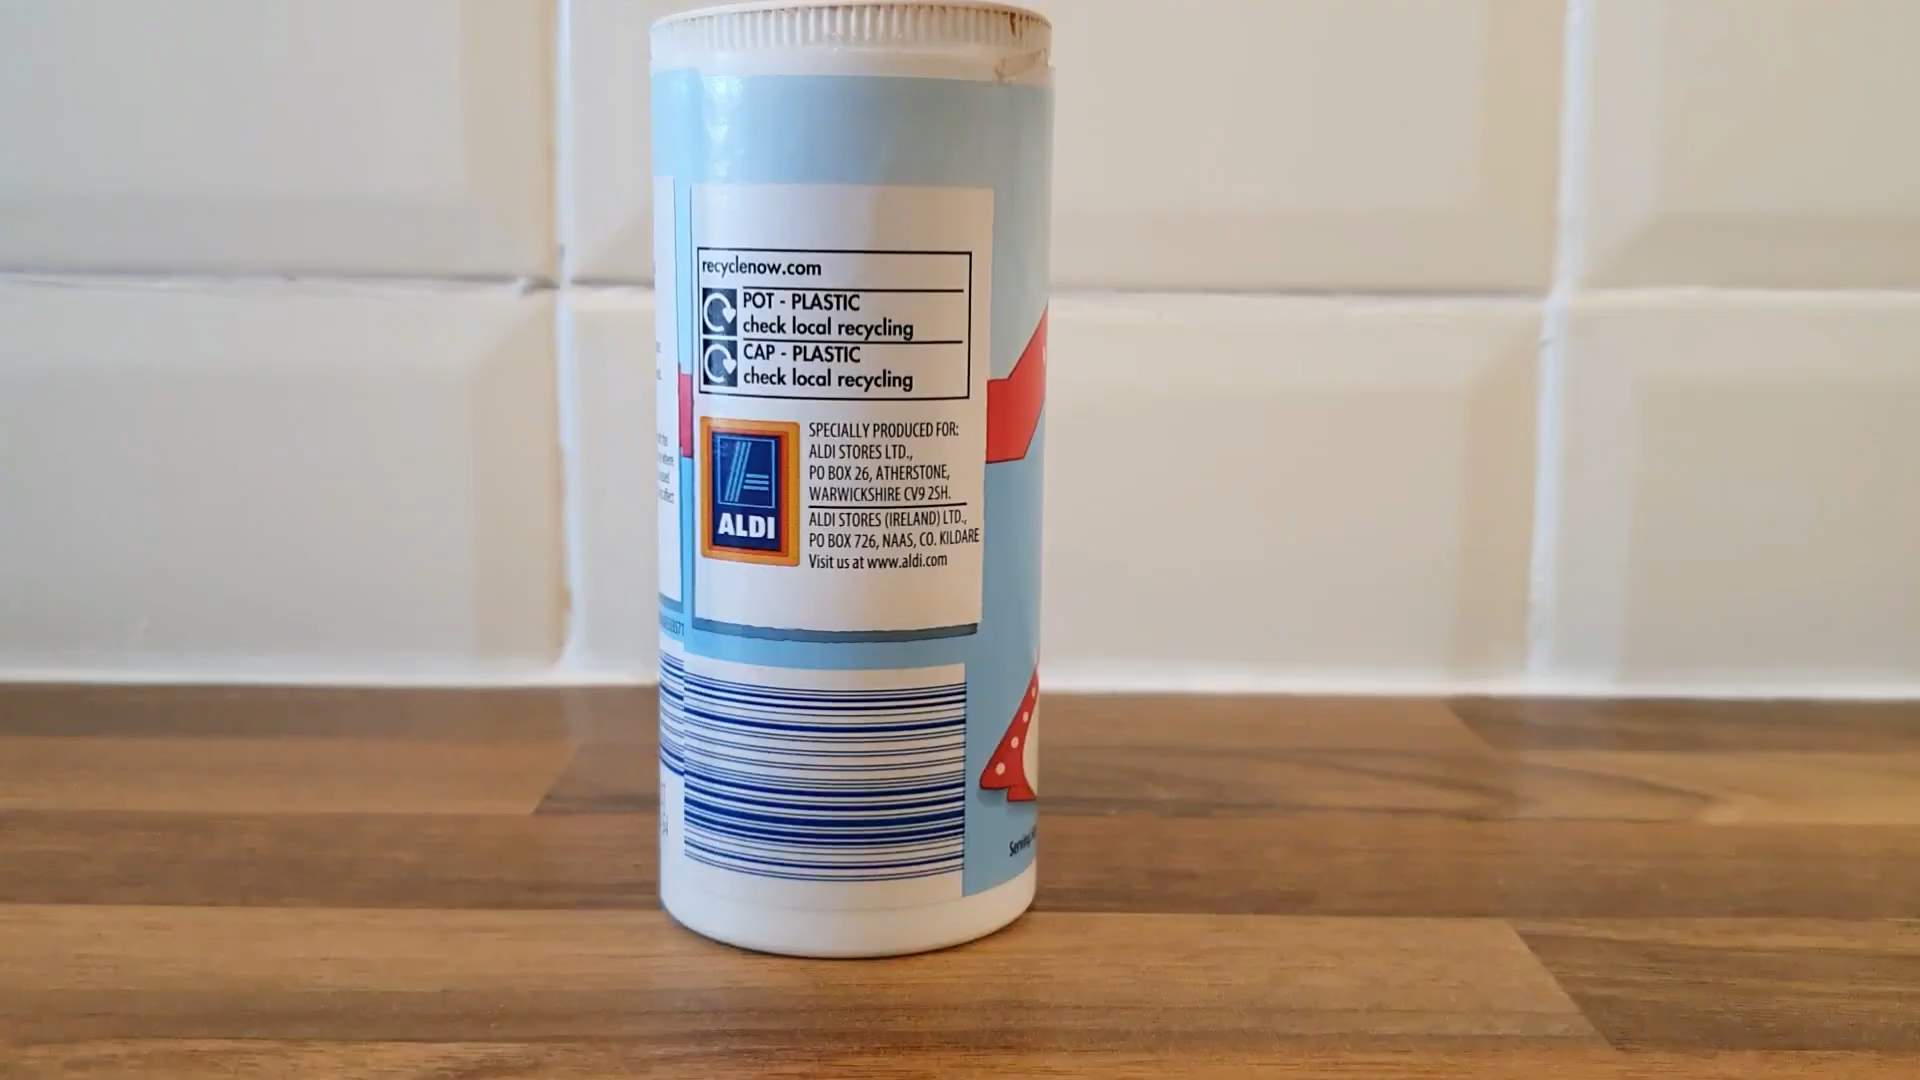 recyclenow.com
POT - PLASTIC
check local recycling
CAP - PLASTIC
check local recycling
ALDI
SPECIALLY PRODUCED FOR:
ALDI STORES LTD.,
PO BOX 26, ATHERSTONE,
WARWICKSHIRE CV9 2SH.
ALDI STORES (IRELAND) LTD.,
PO BOX 726, NAAS, CO. KILDARE
Visit us at www.aldi.com